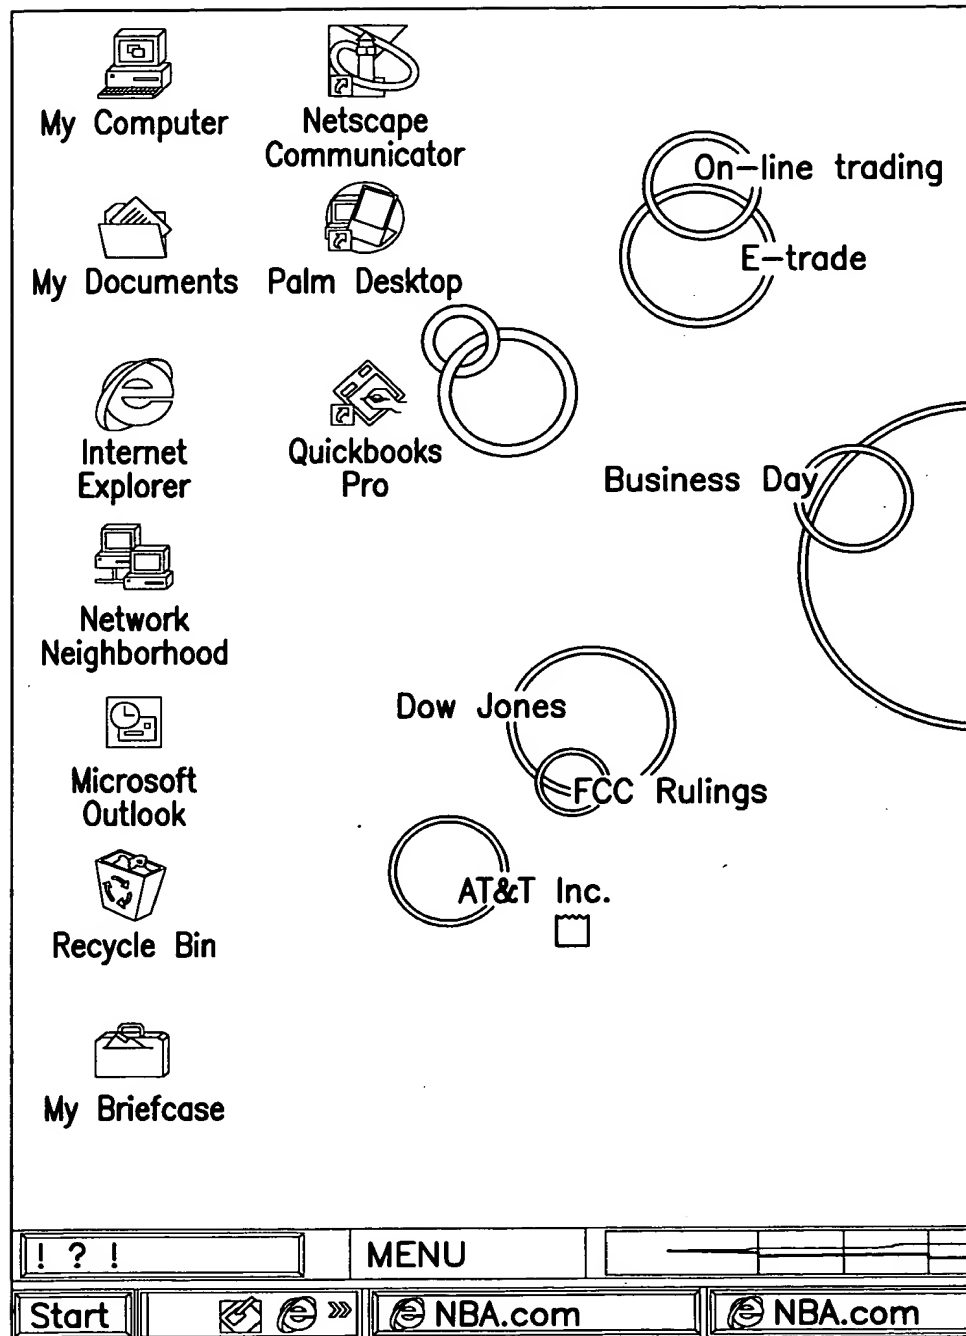 My Computer
Netscape
Communicator
On-line trading
My Documents
Palm Desktop
E-trade
Internet
Explorer
Quickbooks
Pro
Business Day
Network
Neighborhood
Dow Jones
Microsoft
Outlook
FCC Rulings
AT&T Inc.
Recycle Bin
My Briefcase
! ? !
MENU
Start
NBA.com
NBA.com